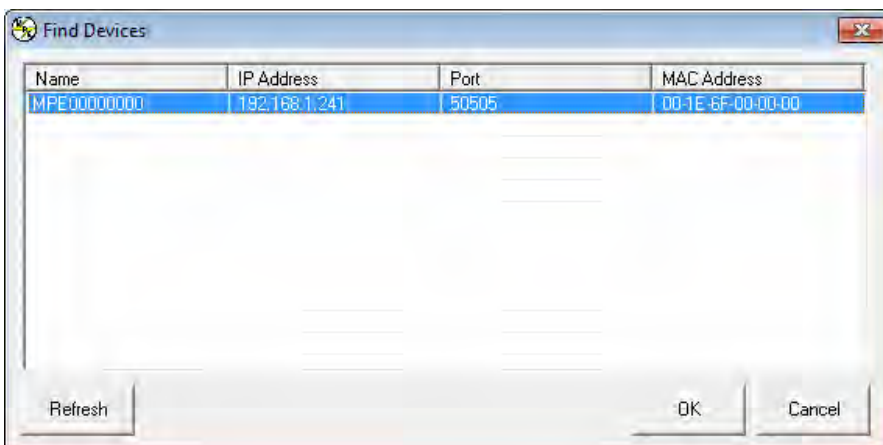 Find Devices
Name IP Address Port MAC Address
MPE00000000 192.168.1.241 50505 00-1E-6F-00-00-00
Refresh OK Cancel